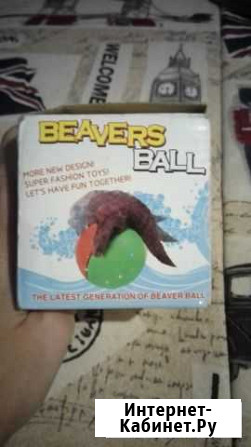 WELCOME
BEAVERS
BALL
MORE NEW DESIGN!
SUPER FASHION TOYS!
LET'S HAVE FUN TOGETHER!
THE LATEST GENERATION OF BEAVER BALL
Интернет-
Кабинет.Ру